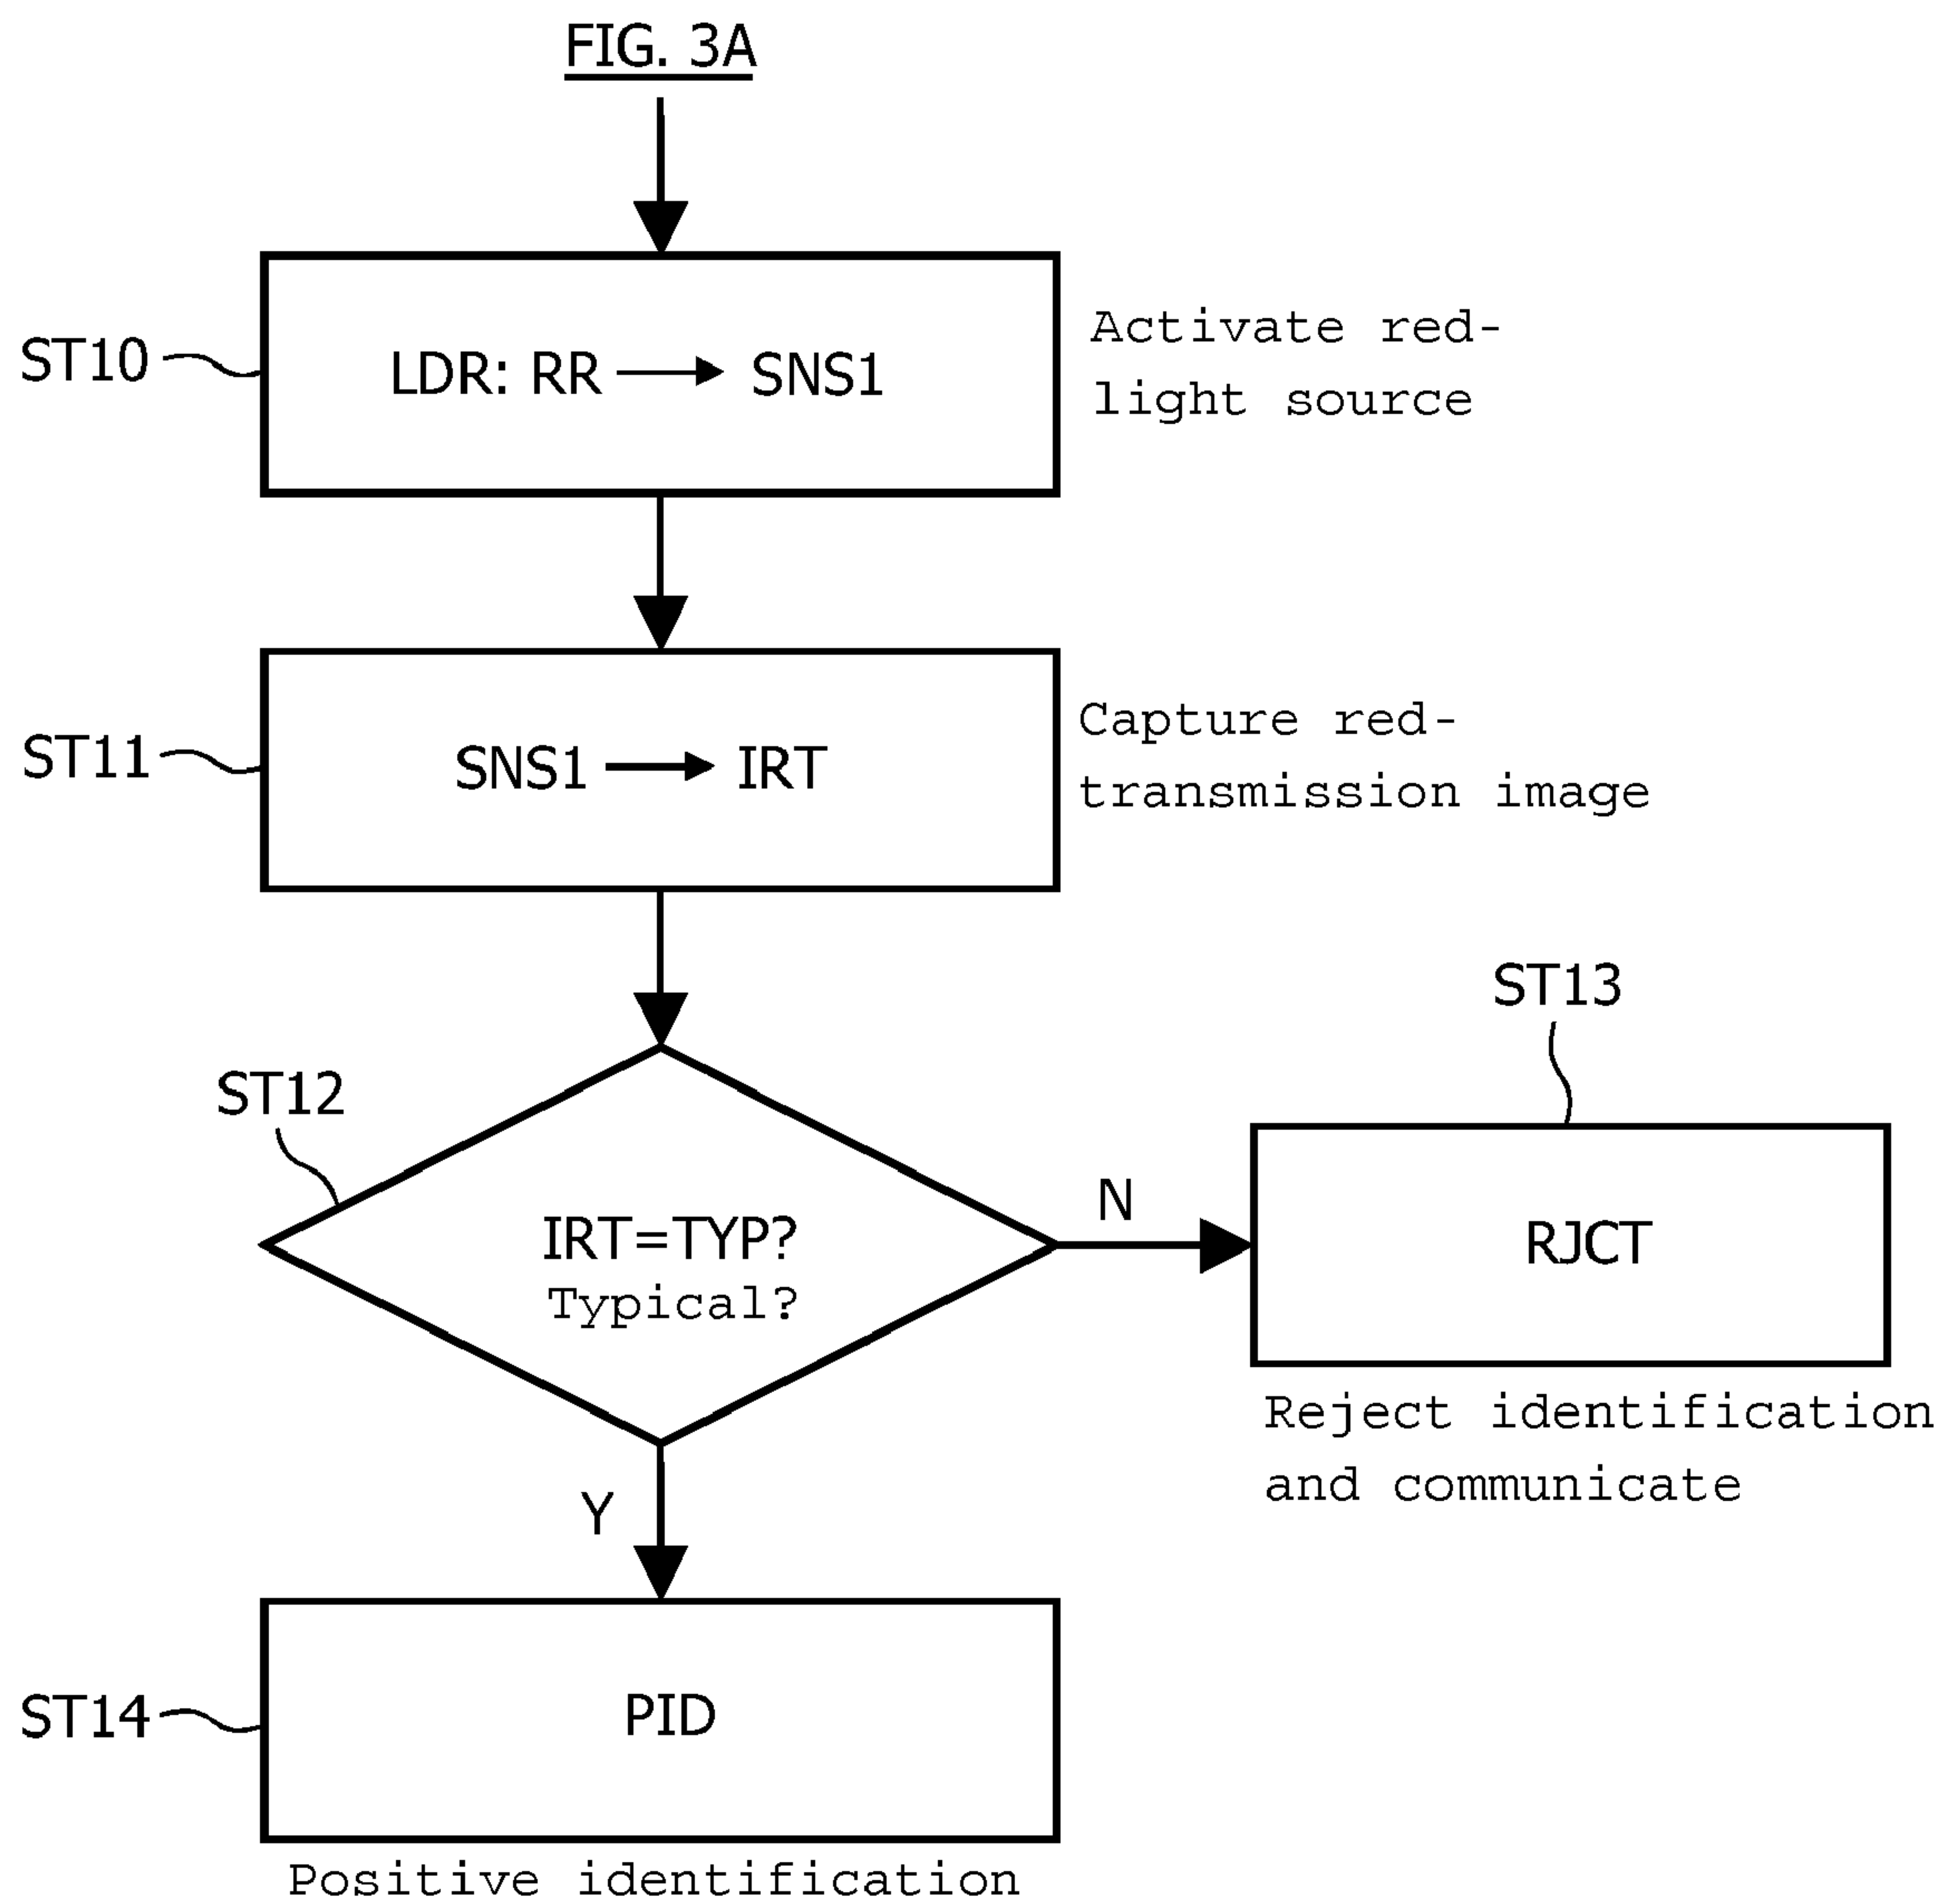 FIG. 3A
ST10
LDR: RR → SNS1
Activate red-
light source
ST11
SNS1 → IRT
Capture red-
transmission image
ST12
IRT=TYP?
Typical?
N
ST13
RJCT
Reject identification
and communicate
Y
ST14
PID
Positive identification